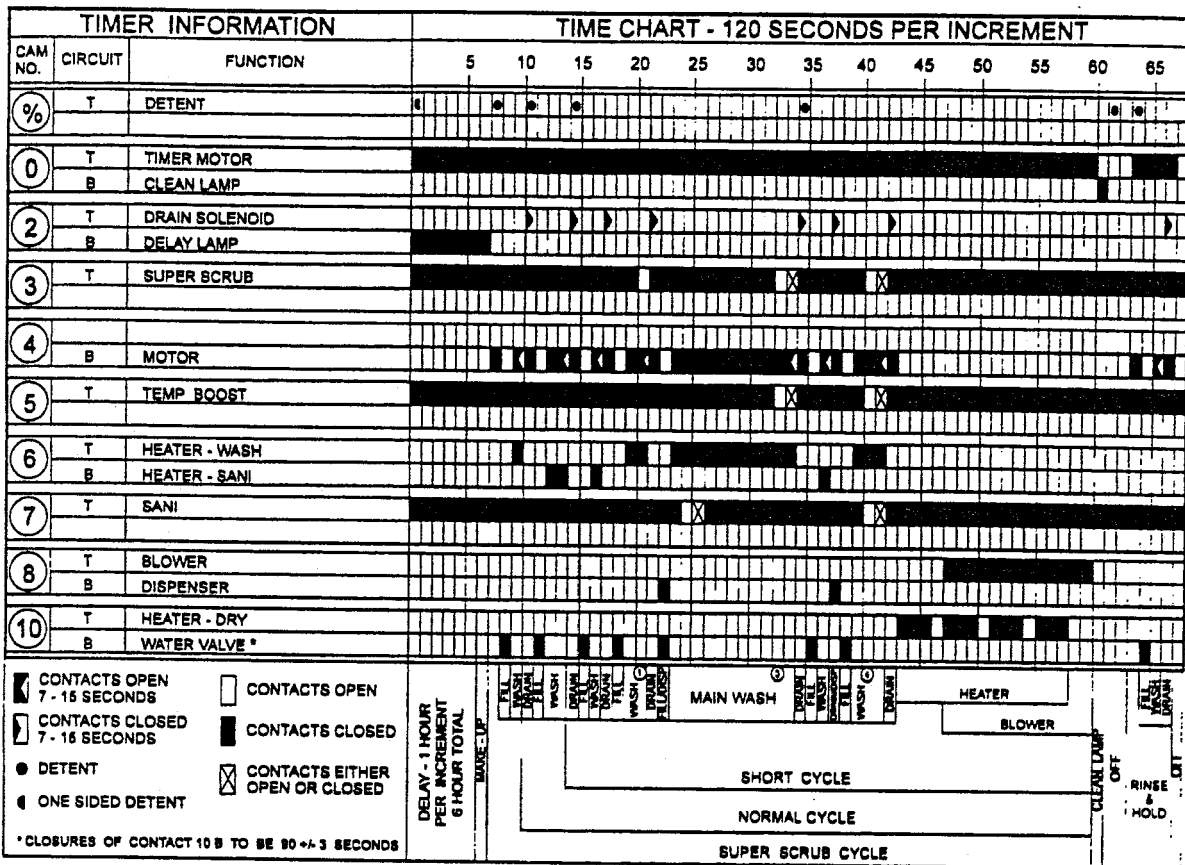 TIMER INFORMATION
TIME CHART - 120 SECONDS PER INCREMENT
CAM NO.
CIRCUIT
FUNCTION
5 10 15 20 25 30 35 40 45 50 55 60 65
% T DETENT
0 T TIMER MOTOR
B CLEAN LAMP
2 T DRAIN SOLENOID
B DELAY LAMP
3 T SUPER SCRUB
4
B MOTOR
5 T TEMP BOOST
6 T HEATER - WASH
B HEATER - SANI
7 T SANI
8 T BLOWER
B DISPENSER
10 T HEATER - DRY
B WATER VALVE *
CONTACTS OPEN
7 - 15 SECONDS
CONTACTS CLOSED
7 - 15 SECONDS
DETENT
ONE SIDED DETENT
CONTACTS OPEN
CONTACTS CLOSED
CONTACTS EITHER
OPEN OR CLOSED
* CLOSURES OF CONTACT 10 B TO BE 90 +/- 3 SECONDS
DELAY - 1 HOUR
PER INCREMENT
6 HOUR TOTAL
MAKE - UP
FILL
WASH
DRAIN
FILL
WASH
DRAIN
FILL
WASH
DRAIN
FILL
WASH
1
DRAIN
FILL/DISP
MAIN WASH
3
DRAIN
FILL
WASH
FILL
WASH
DRAIN
HEATER
BLOWER
SHORT CYCLE
NORMAL CYCLE
SUPER SCRUB CYCLE
CLEAN LAMP
OFF
FILL
WASH
DRAIN
RINSE
&
HOLD
OFF